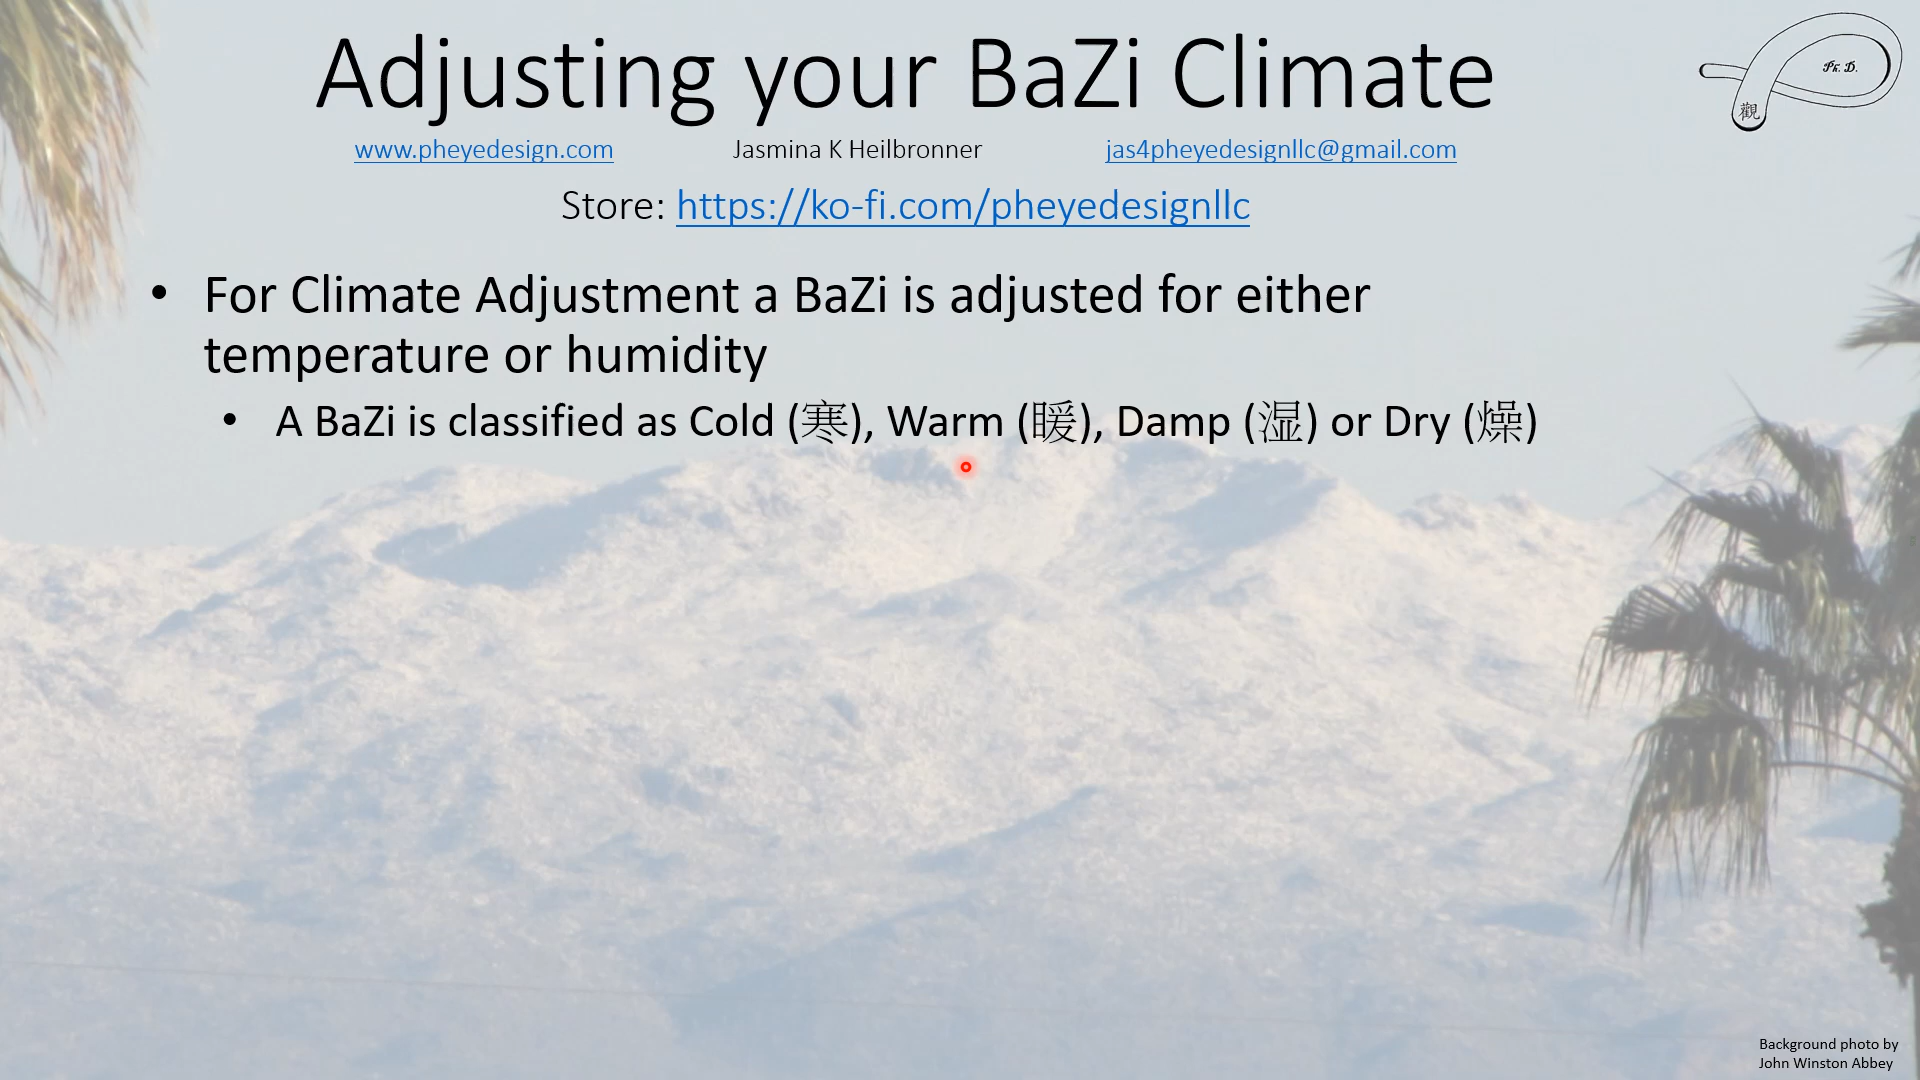 Adjusting your BaZi Climate
Ph. D.
觀
www.pheyedesign.com Jasmina K Heilbronner jas4pheyedesignllc@gmail.com
Store: https://ko-fi.com/pheyedesignllc
• For Climate Adjustment a BaZi is adjusted for either
temperature or humidity
• A BaZi is classified as Cold (寒), Warm (暖), Damp (湿) or Dry (燥)
Background photo by
John Winston Abbey